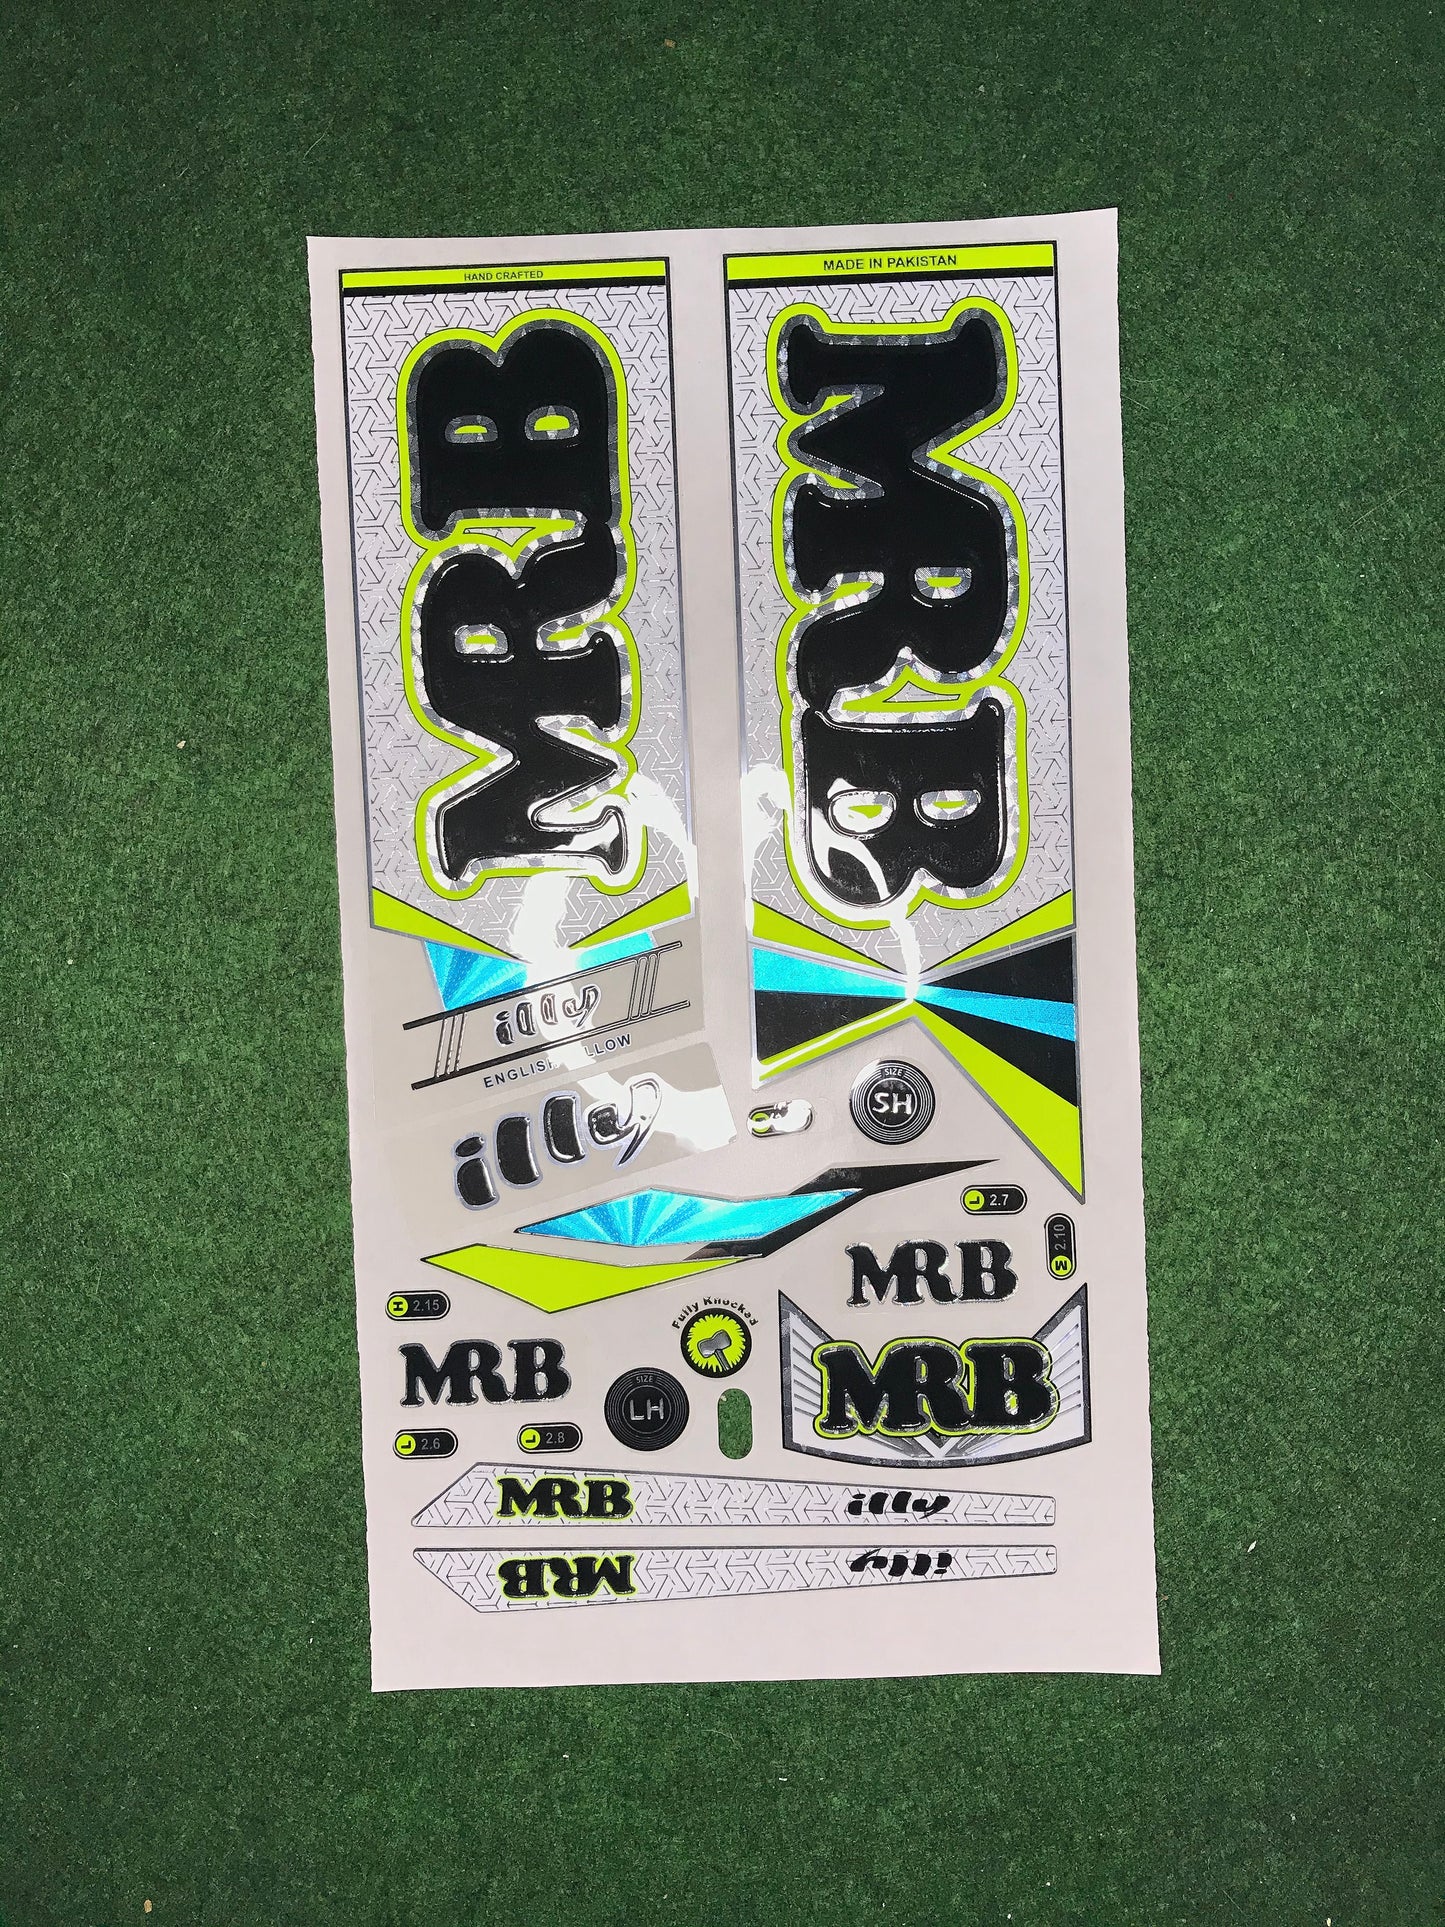 HAND CRAFTED
MADE IN PAKISTAN
MRB
MRB
illy
ENGLISH
illy
SIZE
SH
L 2.7
M 2.10
MRB
H 2.15
Fully Knocked
MRB
MRB
SIZE
LH
L 2.6
L 2.8
MRB illy
MRB illy